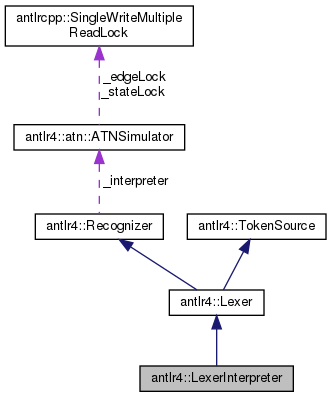 antlrcpp::SingleWriteMultiple
ReadLock
_edgeLock
_stateLock
antlr4::atn::ATNSimulator
_interpreter
antlr4::Recognizer
antlr4::TokenSource
antlr4::Lexer
antlr4::LexerInterpreter